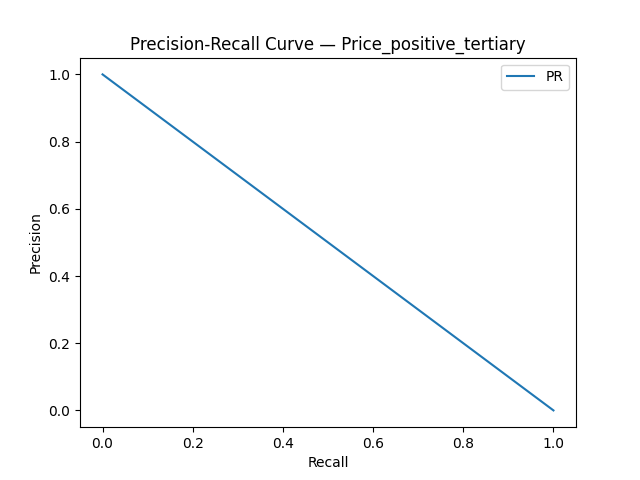 Precision-Recall Curve — Price_positive_tertiary
PR
1.0
0.8
0.6
0.4
0.2
0.0
Precision
0.0 0.2 0.4 0.6 0.8 1.0
Recall